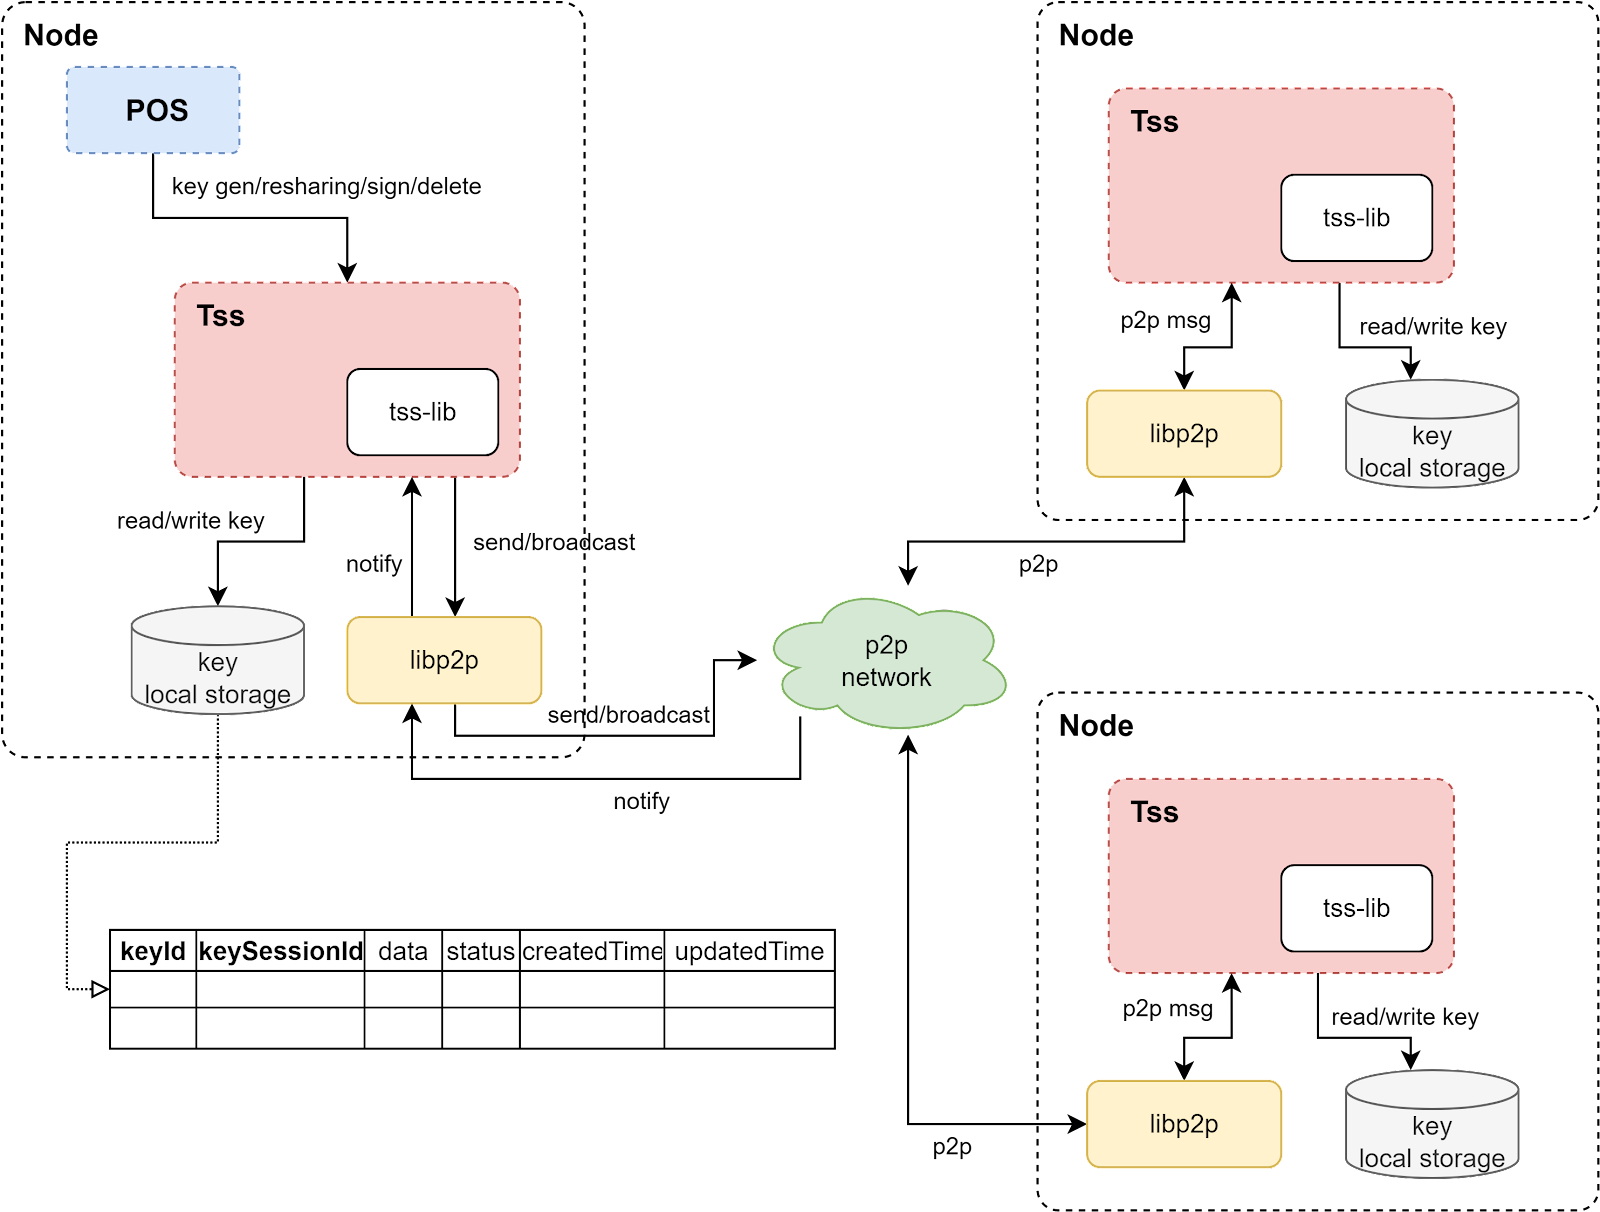 Node
POS
key gen/resharing/sign/delete
Tss
tss-lib
read/write key
notify
send/broadcast
key
local storage
libp2p
send/broadcast
notify
p2p
network
p2p
p2p
Node
Tss
tss-lib
p2p msg
read/write key
libp2p
key
local storage
Node
Tss
tss-lib
p2p msg
read/write key
libp2p
key
local storage
keyId keySessionId data status createdTime updatedTime